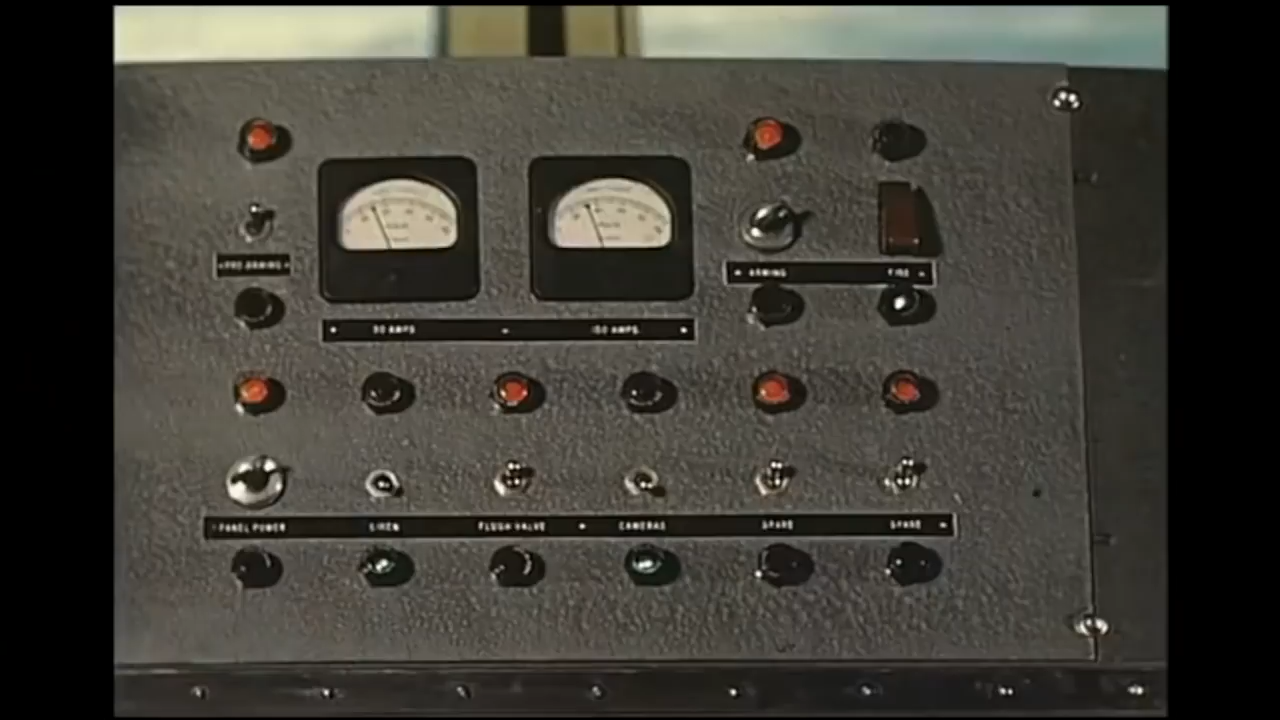 PRE ARMING
ARMING FIRE
50 AMPS 150 AMPS
PANEL POWER SIREN FLUSH VALVE CAMERAS SPARE SPARE